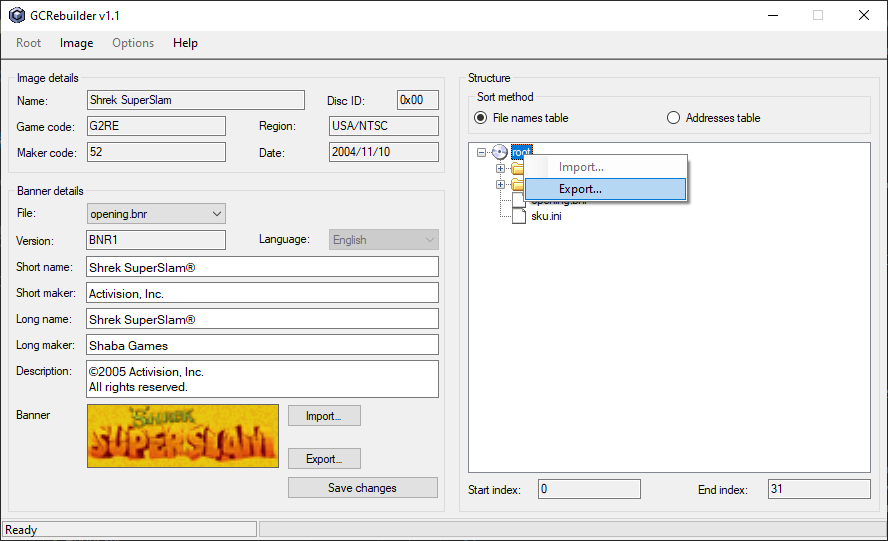 GCRebuilder v1.1
Root Image Options Help
Image details
Name: Shrek SuperSlam Disc ID: 0x00
Game code: G2RE Region: USA/NTSC
Maker code: 52 Date: 2004/11/10
Banner details
File: opening.bnr
Version: BNR1 Language: English
Short name: Shrek SuperSlam®
Short maker: Activision, Inc.
Long name: Shrek SuperSlam®
Long maker: Shaba Games
Description: ©2005 Activision, Inc.
All rights reserved.
Banner
SHREK
SUPERSLAM
Import...
Export...
Save changes
Structure
Sort method
File names table Addresses table
root
Import...
Export...
opening.bnr
sku.ini
Start index: 0 End index: 31
Ready